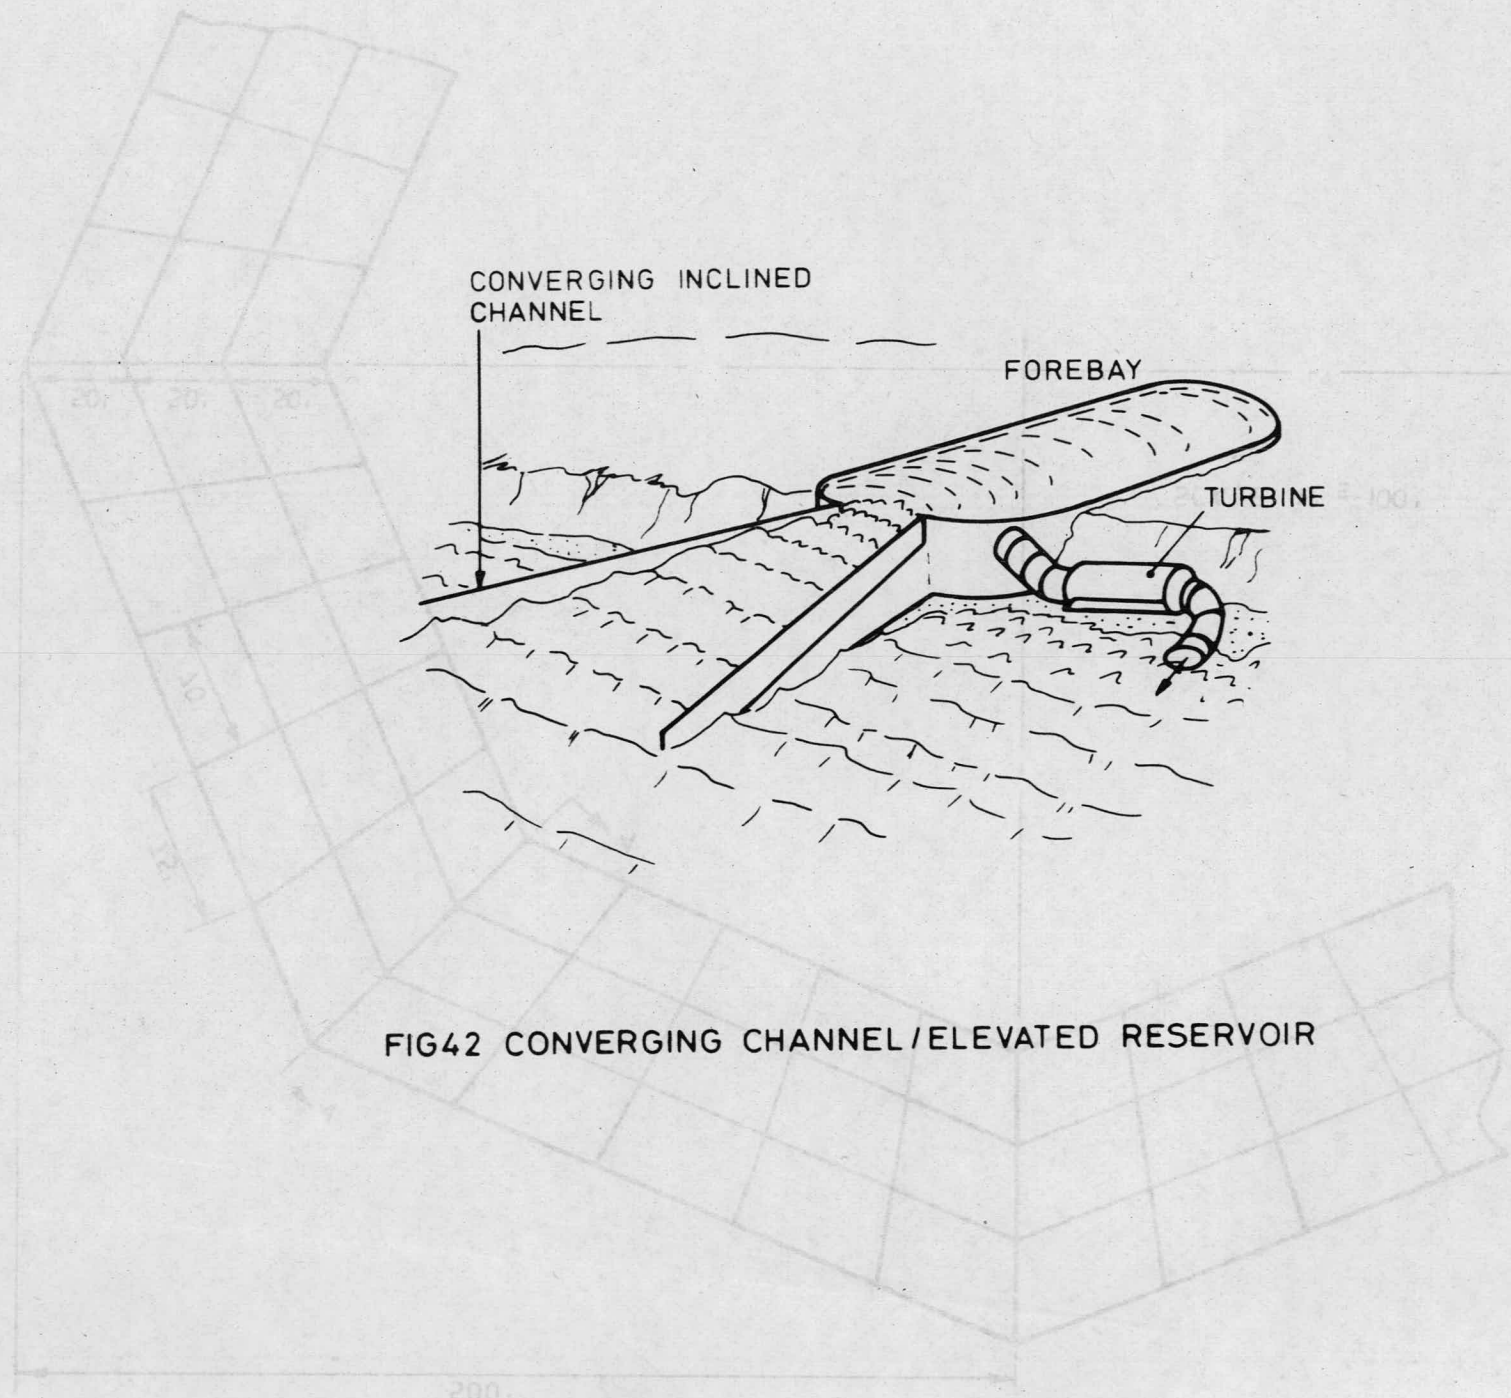 CONVERGING INCLINED
CHANNEL
FOREBAY
TURBINE
FIG42 CONVERGING CHANNEL/ELEVATED RESERVOIR